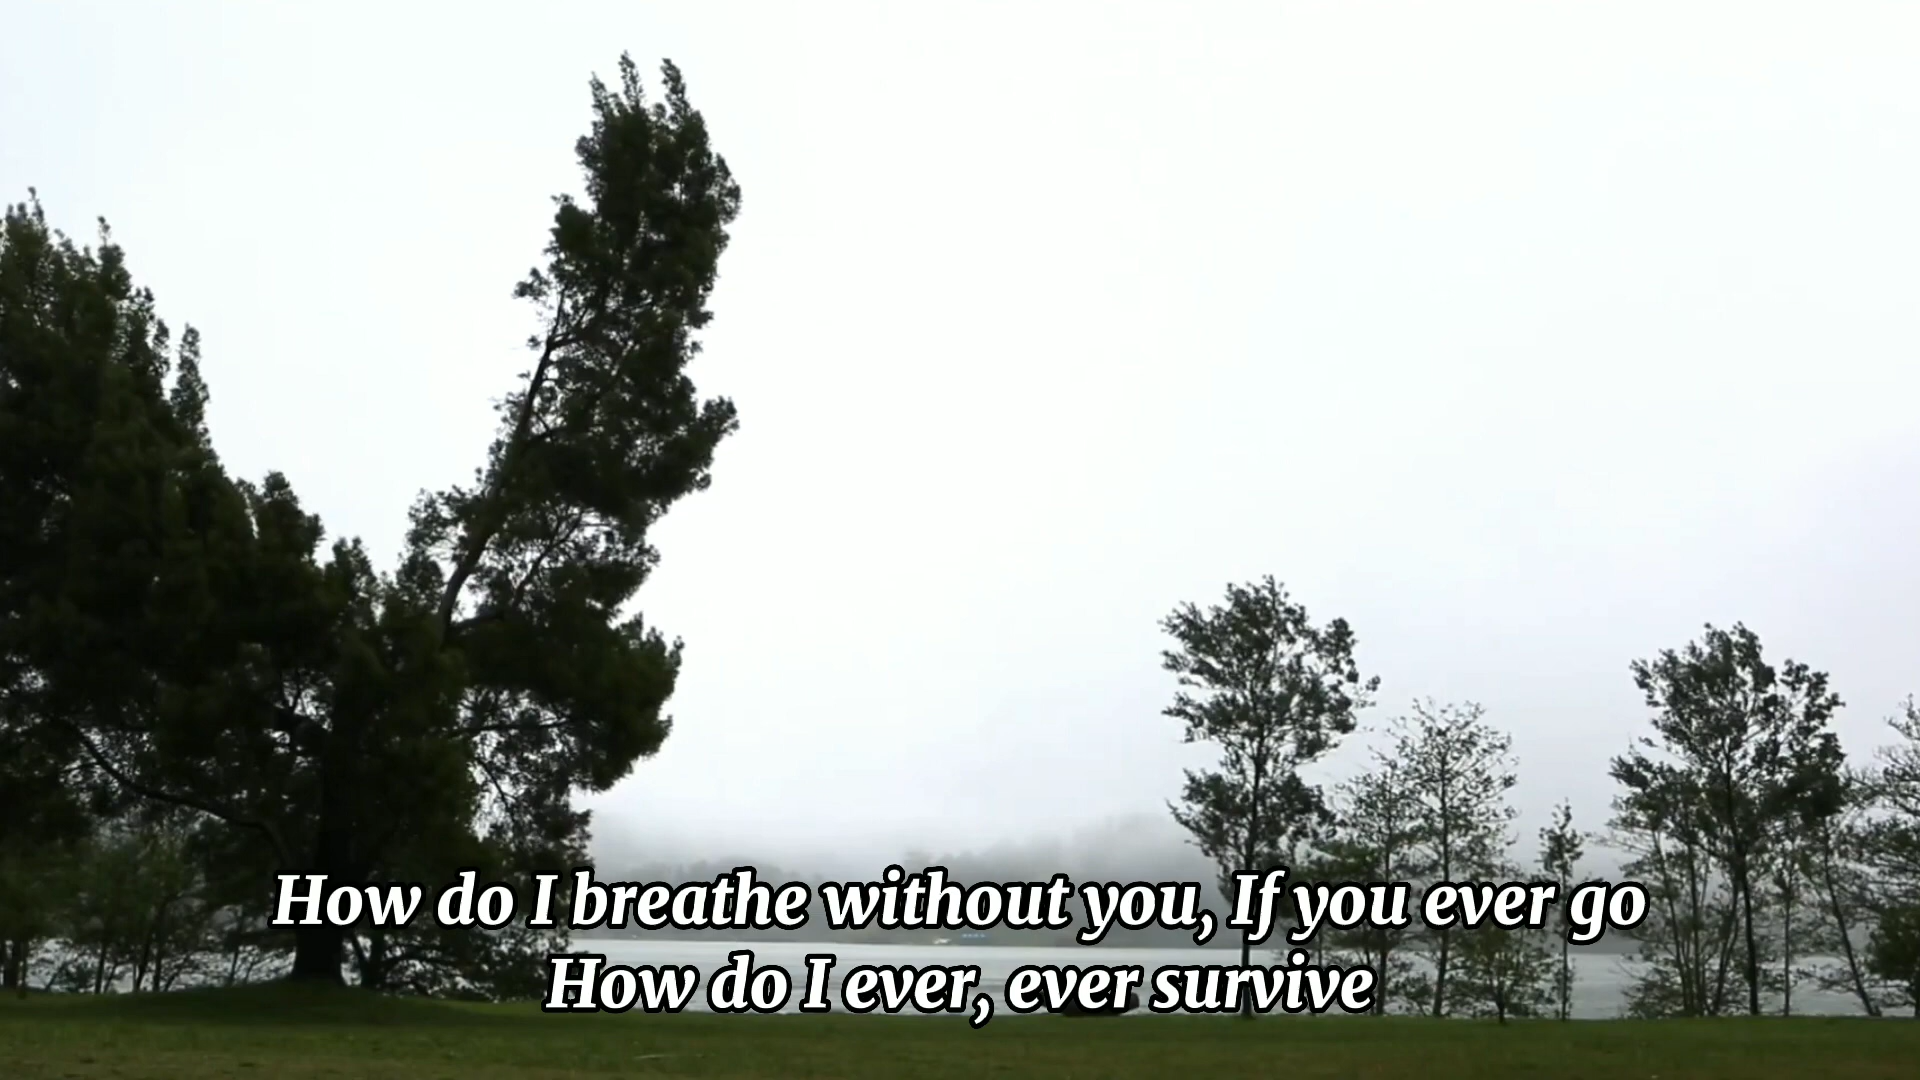 How do I breathe without you, If you ever go
How do I ever, ever survive